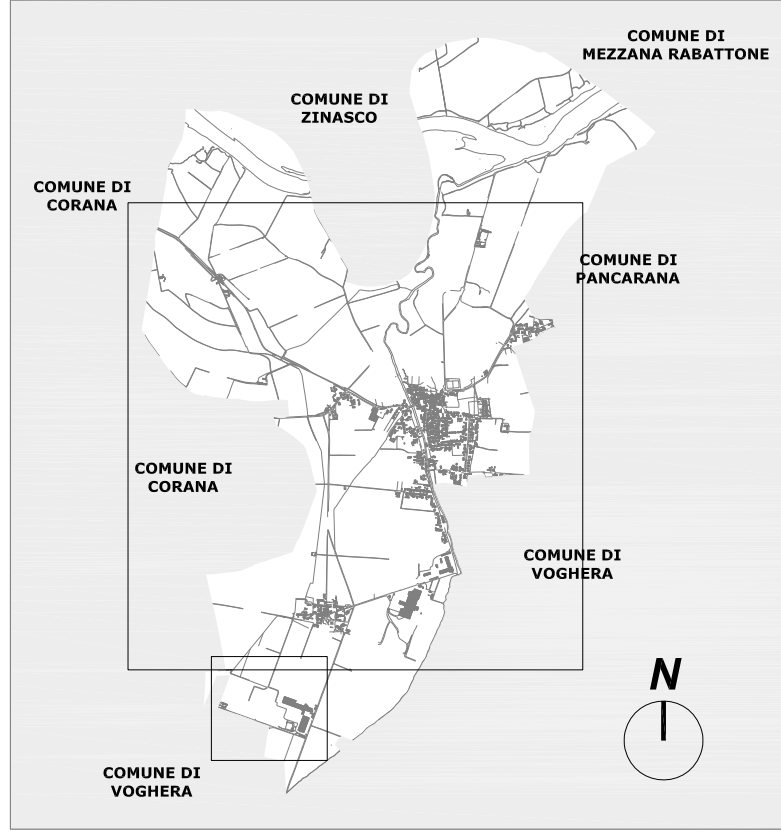 COMUNE DI
MEZZANA RABATTONE
COMUNE DI
ZINASCO
COMUNE DI
CORANA
COMUNE DI
PANCARANA
COMUNE DI
CORANA
COMUNE DI
VOGHERA
N
COMUNE DI
VOGHERA